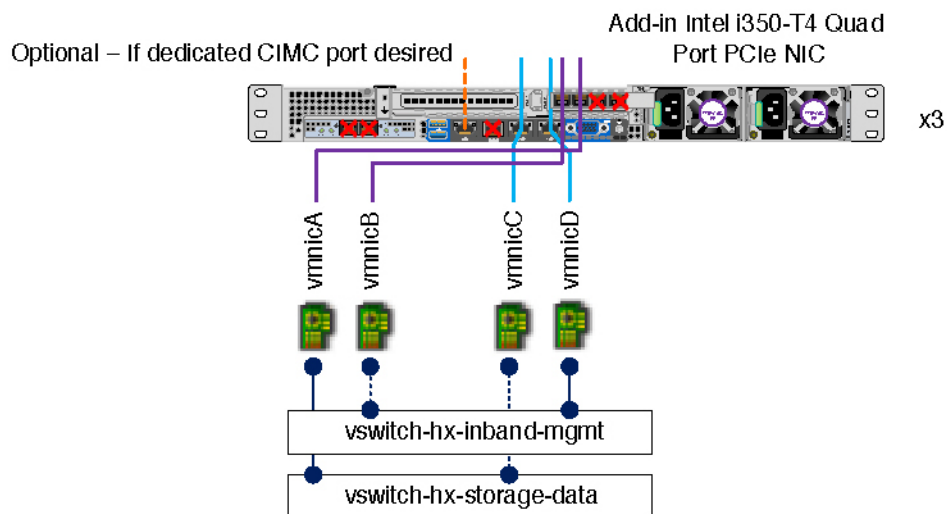 Add-in Intel i350-T4 Quad
Port PCIe NIC
Optional – If dedicated CIMC port desired
x3
vmnicA
vmnicB
vmnicC
vmnicD
vswitch-hx-inband-mgmt
vswitch-hx-storage-data